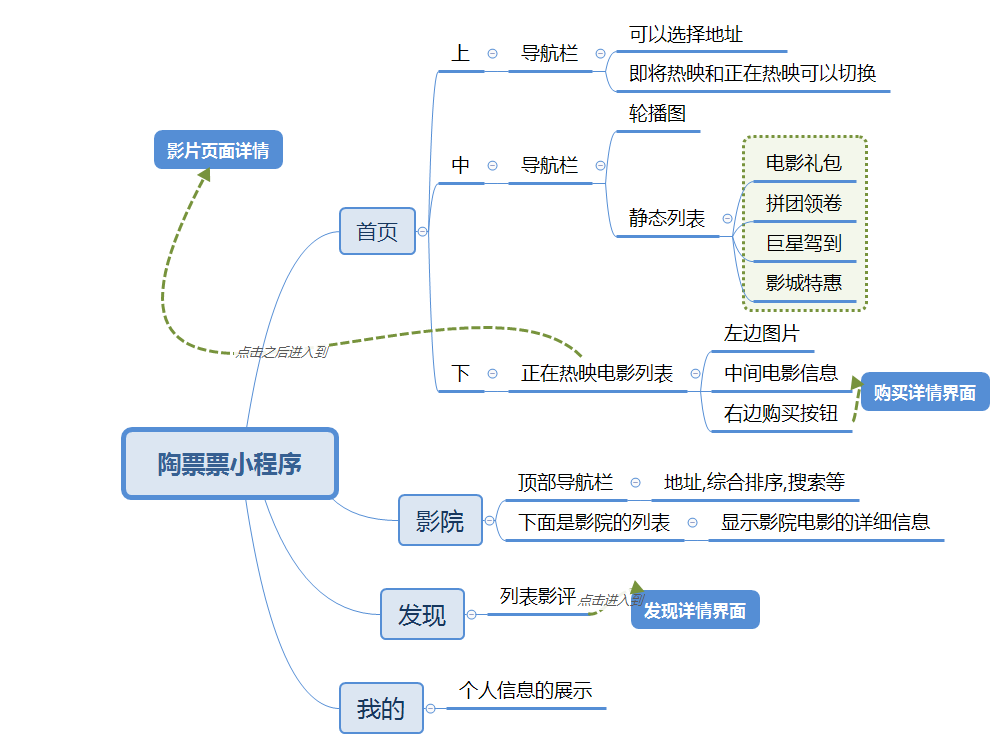 陶票票小程序
首页
上
导航栏
可以选择地址
即将热映和正在热映可以切换
中
导航栏
轮播图
静态列表
电影礼包
拼团领卷
巨星驾到
影城特惠
下
正在热映电影列表
左边图片
中间电影信息
右边购买按钮
购买详情界面
点击之后进入到
影片页面详情
影院
顶部导航栏
地址,综合排序,搜索等
下面是影院的列表
显示影院电影的详细信息
发现
列表影评
点击进入到
发现详情界面
我的
个人信息的展示